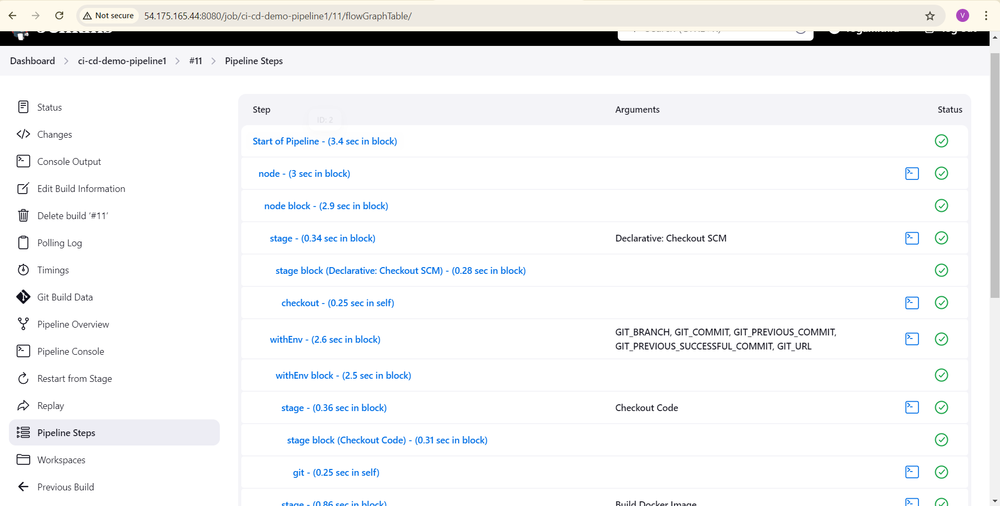 Not secure 54.175.165.44:8080/job/ci-cd-demo-pipeline1/11/flowGraphTable/
V
Dashboard > ci-cd-demo-pipeline1 > #11 > Pipeline Steps
Status
Changes
Console Output
Edit Build Information
Delete build ‘#11’
Polling Log
Timings
Git Build Data
Pipeline Overview
Pipeline Console
Restart from Stage
Replay
Pipeline Steps
Workspaces
Previous Build
Step Arguments Status
ID: 2
Start of Pipeline - (3.4 sec in block)
node - (3 sec in block)
node block - (2.9 sec in block)
stage - (0.34 sec in block) Declarative: Checkout SCM
stage block (Declarative: Checkout SCM) - (0.28 sec in block)
checkout - (0.25 sec in self)
withEnv - (2.6 sec in block) GIT_BRANCH, GIT_COMMIT, GIT_PREVIOUS_COMMIT,
GIT_PREVIOUS_SUCCESSFUL_COMMIT, GIT_URL
withEnv block - (2.5 sec in block)
stage - (0.36 sec in block) Checkout Code
stage block (Checkout Code) - (0.31 sec in block)
git - (0.25 sec in self)
stage - (0.86 sec in block) Build Docker Image